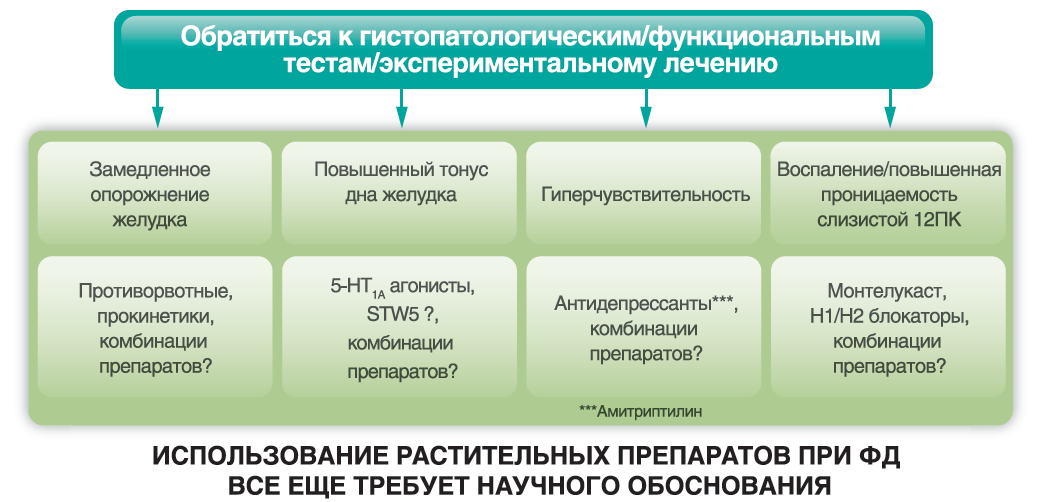 Обратиться к гистопатологическим/функциональным
тестам/экспериментальному лечению
Замедленное
опорожнение
желудка
Повышенный тонус
дна желудка
Гиперчувствительность
Воспаление/повышенная
проницаемость
слизистой 12ПК
Противорвотные,
прокинетики,
комбинации
препаратов?
5-HT1A агонисты,
STW5 ?,
комбинации
препаратов?
Антидепрессанты***,
комбинации
препаратов?
Монтелукаст,
H1/H2 блокаторы,
комбинации
препаратов?
***Амитриптилин
ИСПОЛЬЗОВАНИЕ РАСТИТЕЛЬНЫХ ПРЕПАРАТОВ ПРИ ФД
ВСЕ ЕЩЕ ТРЕБУЕТ НАУЧНОГО ОБОСНОВАНИЯ